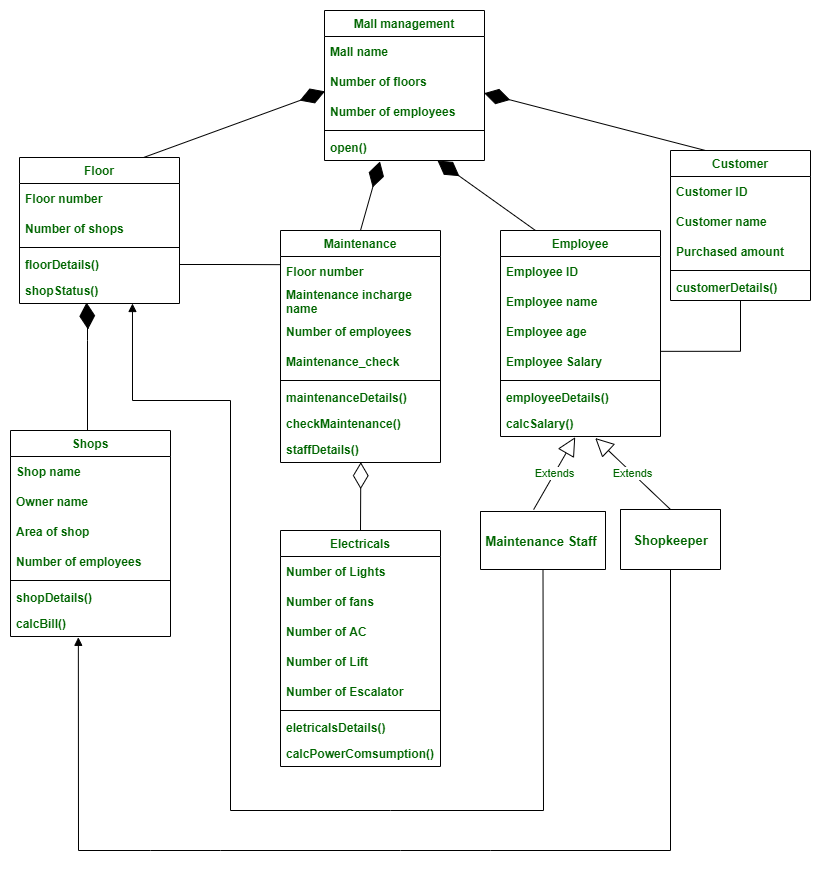 Mall management
Mall name
Number of floors
Number of employees
open()
Floor
Floor number
Number of shops
floorDetails()
shopStatus()
Customer
Customer ID
Customer name
Purchased amount
customerDetails()
Maintenance
Floor number
Maintenance incharge
name
Number of employees
Maintenance_check
maintenanceDetails()
checkMaintenance()
staffDetails()
Employee
Employee ID
Employee name
Employee age
Employee Salary
employeeDetails()
calcSalary()
Extends
Extends
Shops
Shop name
Owner name
Area of shop
Number of employees
shopDetails()
calcBill()
Electricals
Number of Lights
Number of fans
Number of AC
Number of Lift
Number of Escalator
eletricalsDetails()
calcPowerComsumption()
Maintenance Staff
Shopkeeper